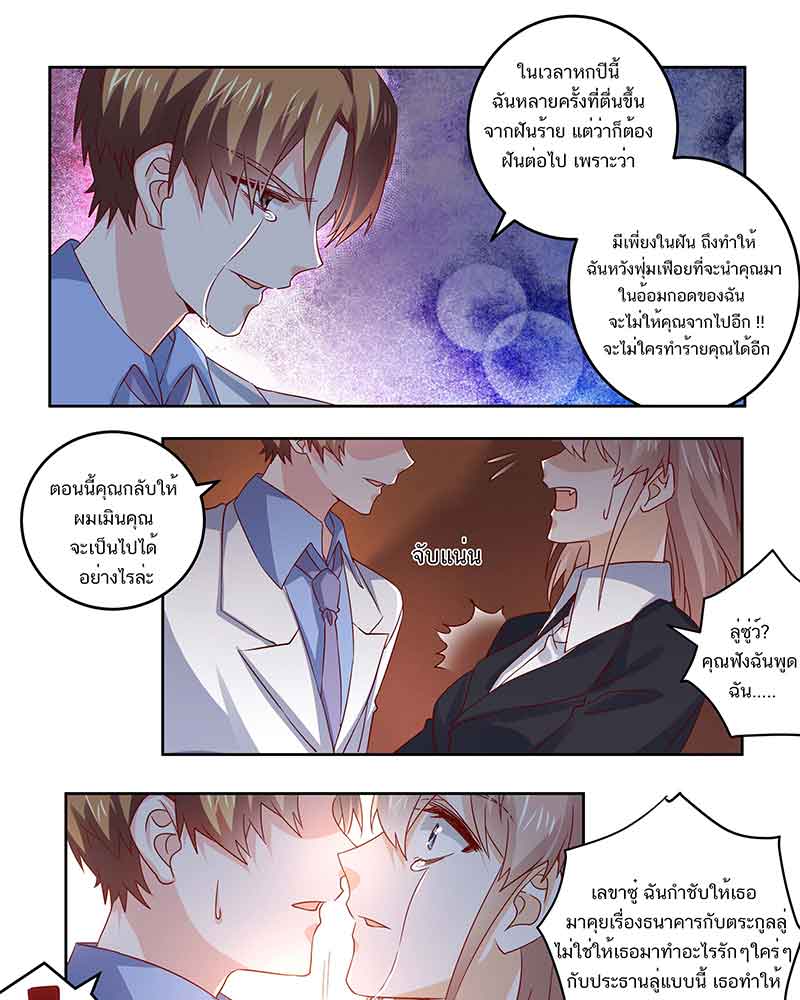 ในเวลาหกปีนี้
ฉันหลายครั้งที่ตื่นขึ้น
จากฝันร้าย แต่ว่าก็ต้อง
ฝันต่อไป เพราะว่า
มีเพี่ยงในฝัน ถึงทำให้
ฉันหวังฟุ่มเฟือยที่จะนำคุณมา
ในอ้อมกอดของฉัน
จะไม่ให้คุณจากไปอีก !!
จะไม่ใครทำร้ายคุณได้อีก
ตอนนี้คุณกลับให้
ผมเมินคุณ
จะเป็นไปได้
อย่างไรล่ะ
จับแน่น
ลู่ซู่ว์?
คุณฟังฉันพูด
ฉัน.....
เลขาซู่ ฉันกำชับให้เธอ
มาคุยเรื่องธนาคารกับตระกูลลู่
ไม่ใช่ให้เธอมาทำอะไรรักๆใคร่ๆ
กับประธานลู่แบบนี้ เธอทำให้